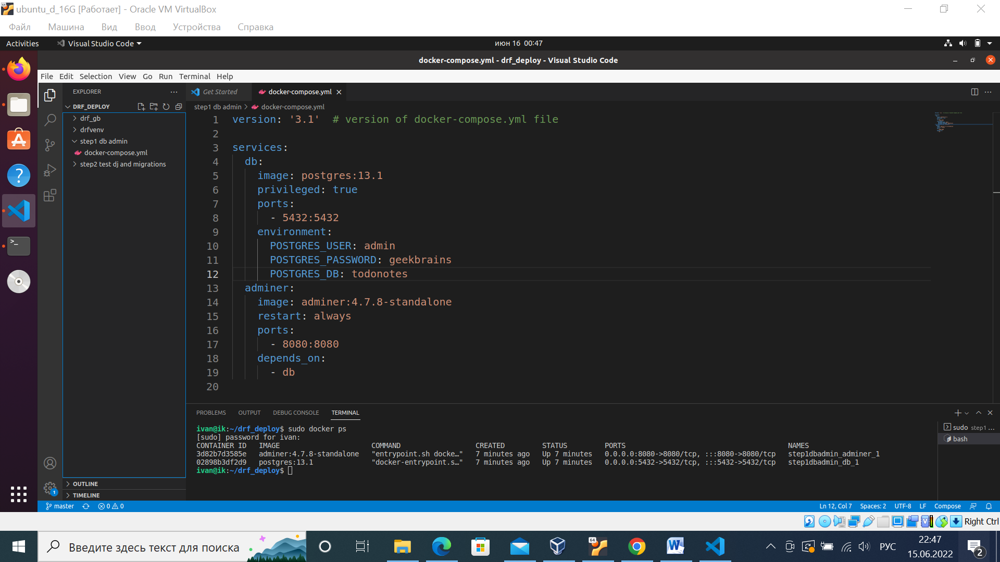 ubuntu_d_16G [Работает] - Oracle VM VirtualBox
Файл Машина Вид Ввод Устройства Справка
Activities Visual Studio Code июн 16 00:47
docker-compose.yml - drf_deploy - Visual Studio Code
File Edit Selection View Go Run Terminal Help
EXPLORER
DRF_DEPLOY
drf_gb
drfvenv
step1 db admin
docker-compose.yml
step2 test dj and migrations
OUTLINE
TIMELINE
Get Started docker-compose.yml
step1 db admin > docker-compose.yml
1 version: '3.1'  # version of docker-compose.yml file
2
3 services:
4   db:
5     image: postgres:13.1
6     privileged: true
7     ports:
8       - 5432:5432
9     environment:
10       POSTGRES_USER: admin
11       POSTGRES_PASSWORD: geekbrains
12       POSTGRES_DB: todonotes
13   adminer:
14     image: adminer:4.7.8-standalone
15     restart: always
16     ports:
17       - 8080:8080
18     depends_on:
19       - db
20
PROBLEMS OUTPUT DEBUG CONSOLE TERMINAL
ivan@ik:~/drf_deploy$ sudo docker ps
[sudo] password for ivan:
CONTAINER ID   IMAGE                      COMMAND                  CREATED         STATUS         PORTS                                       NAMES
3d82b7d3585e   adminer:4.7.8-standalone   "entrypoint.sh docke…"   7 minutes ago   Up 7 minutes   0.0.0.0:8080->8080/tcp, :::8080->8080/tcp   step1dbadmin_adminer_1
02898b3df2d9   postgres:13.1              "docker-entrypoint.s…"   7 minutes ago   Up 7 minutes   0.0.0.0:5432->5432/tcp, :::5432->5432/tcp   step1dbadmin_db_1
ivan@ik:~/drf_deploy$
sudo step1 ...
bash
1
master 0 0 Ln 12, Col 7 Spaces: 2 UTF-8 LF Compose
Right Ctrl
Введите здесь текст для поиска
64
РУС
22:47
15.06.2022
2